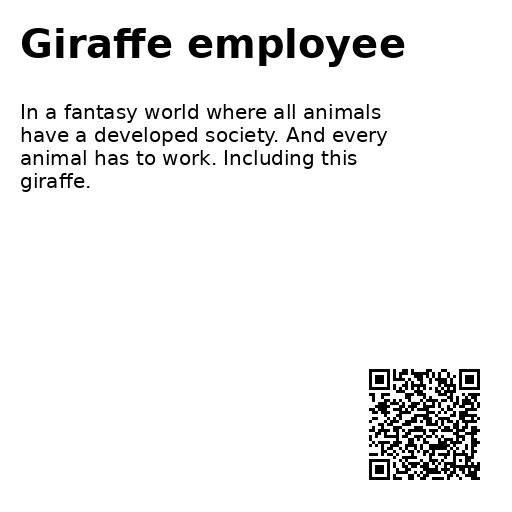 Giraffe employee
In a fantasy world where all animals
have a developed society. And every
animal has to work. Including this
giraffe.